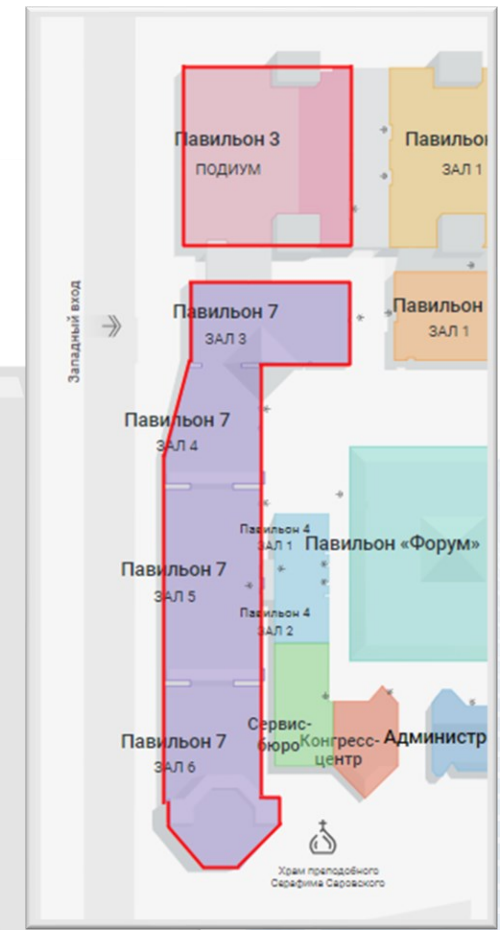 Павильон 3
ПОДИУМ
Павильо
ЗАЛ 1
Западный вход
Павильон 7
ЗАЛ 3
Павильон
ЗАЛ 1
Павильон 7
ЗАЛ 4
Павильон 4
ЗАЛ 1
Павильон «Форум»
Павильон 7
ЗАЛ 5
Павильон 4
ЗАЛ 2
Павильон 7
ЗАЛ 6
Сервис-
бюро
Конгресс-
центр
Администр
Храм преподобного
Серафима Саровского